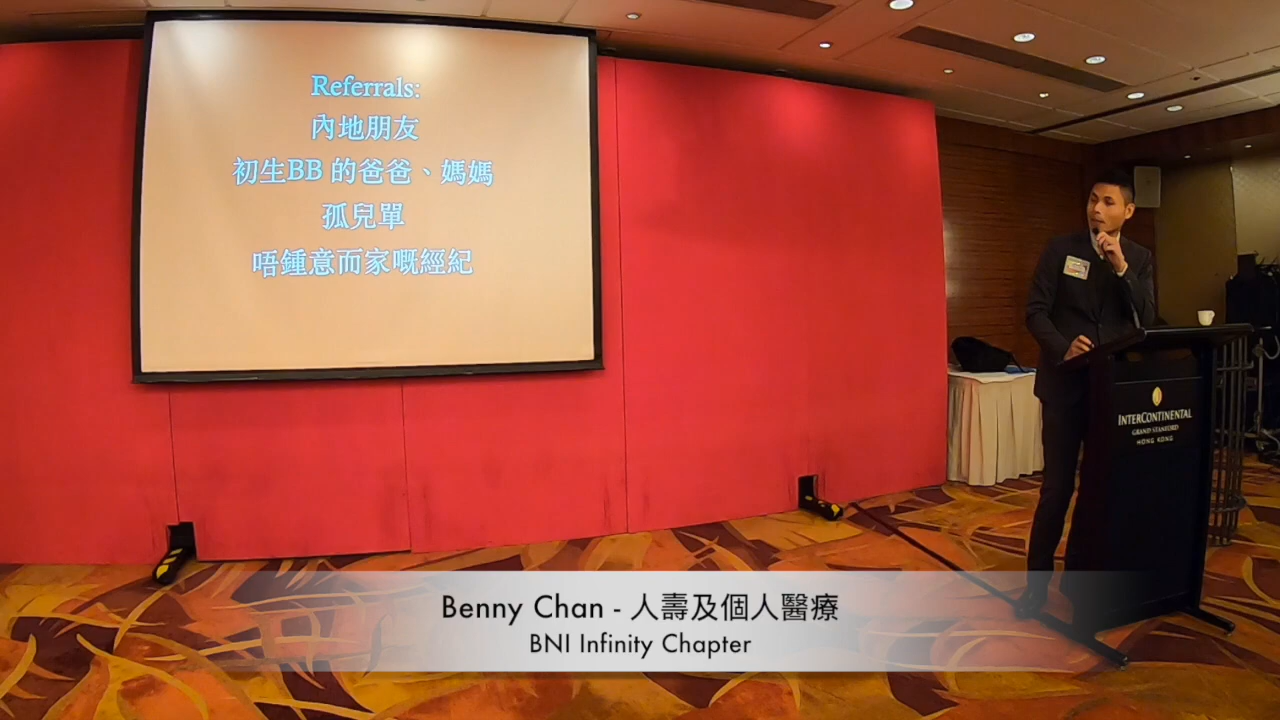 Referrals:
內地朋友
初生BB 的爸爸、媽媽
孤兒單
唔鍾意而家嘅經紀
INTERCONTINENTAL
GRAND STANFORD
HONG KONG
Benny Chan - 人壽及個人醫療
BNI Infinity Chapter